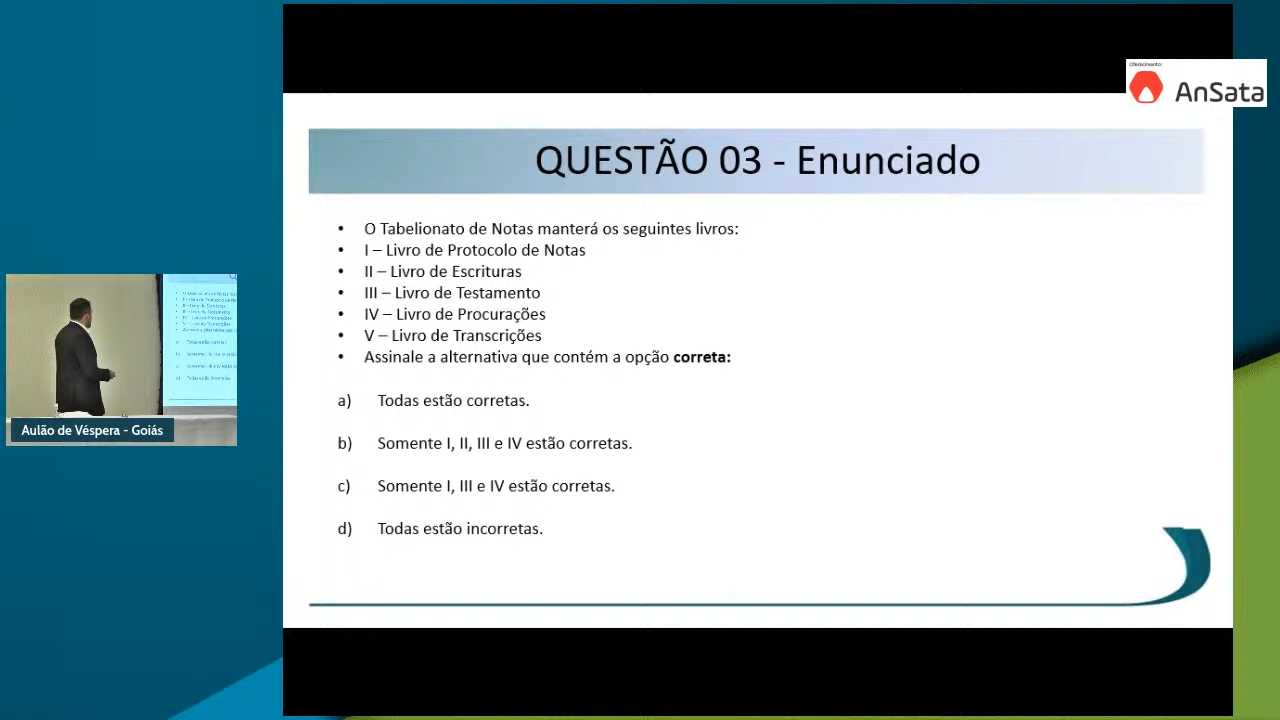 Oferecimento:
AnSata
QUESTÃO 03 - Enunciado
• O Tabelionato de Notas manterá os seguintes livros:
• I – Livro de Protocolo de Notas
• II – Livro de Escrituras
• III – Livro de Testamento
• IV – Livro de Procurações
• V – Livro de Transcrições
• Assinale a alternativa que contém a opção correta:
a) Todas estão corretas.
b) Somente I, II, III e IV estão corretas.
c) Somente I, III e IV estão corretas.
d) Todas estão incorretas.
Aulão de Véspera - Goiás